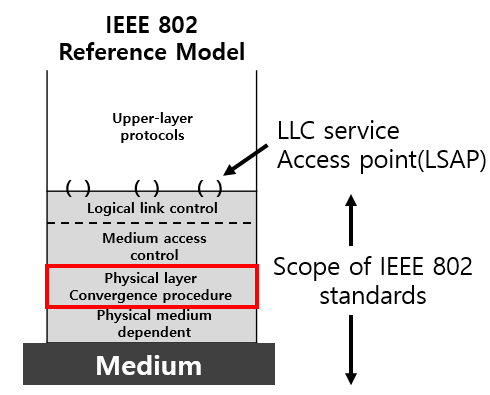 IEEE 802
Reference Model
Upper-layer
protocols
LLC service
Access point(LSAP)
( ) ( ) ( )
Logical link control
Medium access
control
Physical layer
Convergence procedure
Physical medium
dependent
Medium
Scope of IEEE 802
standards